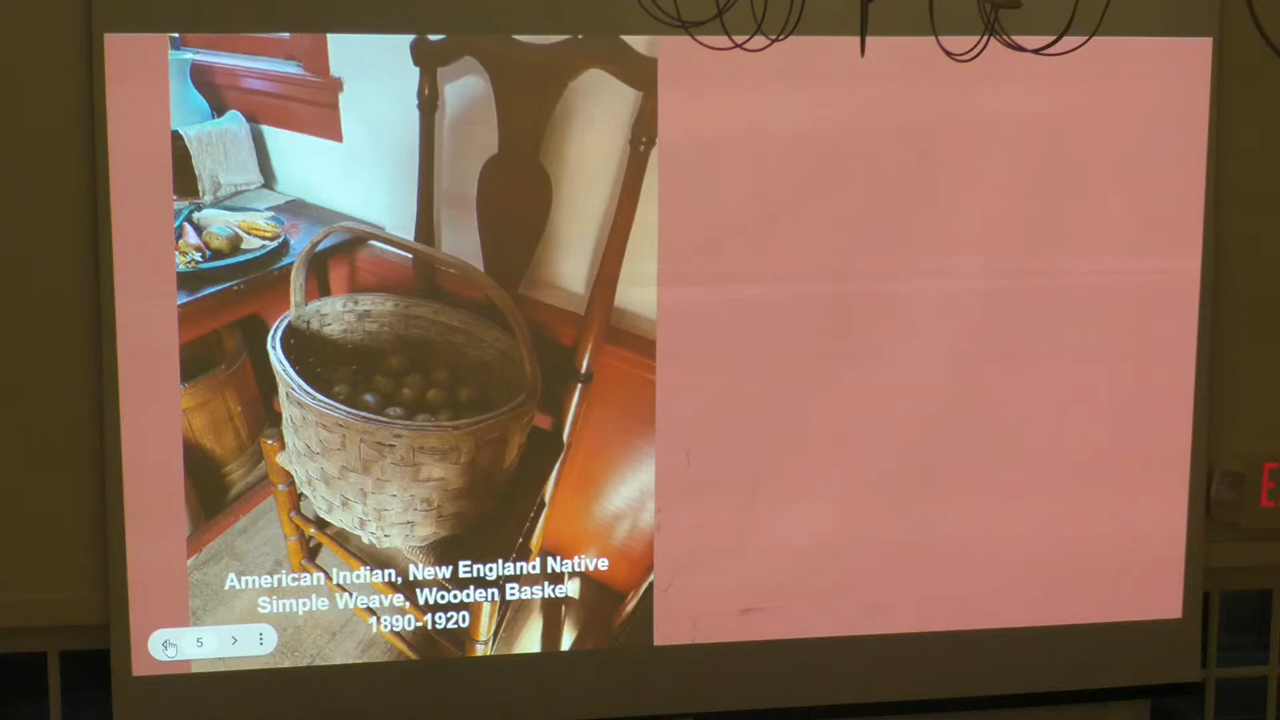 American Indian, New England Native
Simple Weave, Wooden Basket
1890-1920
5
E